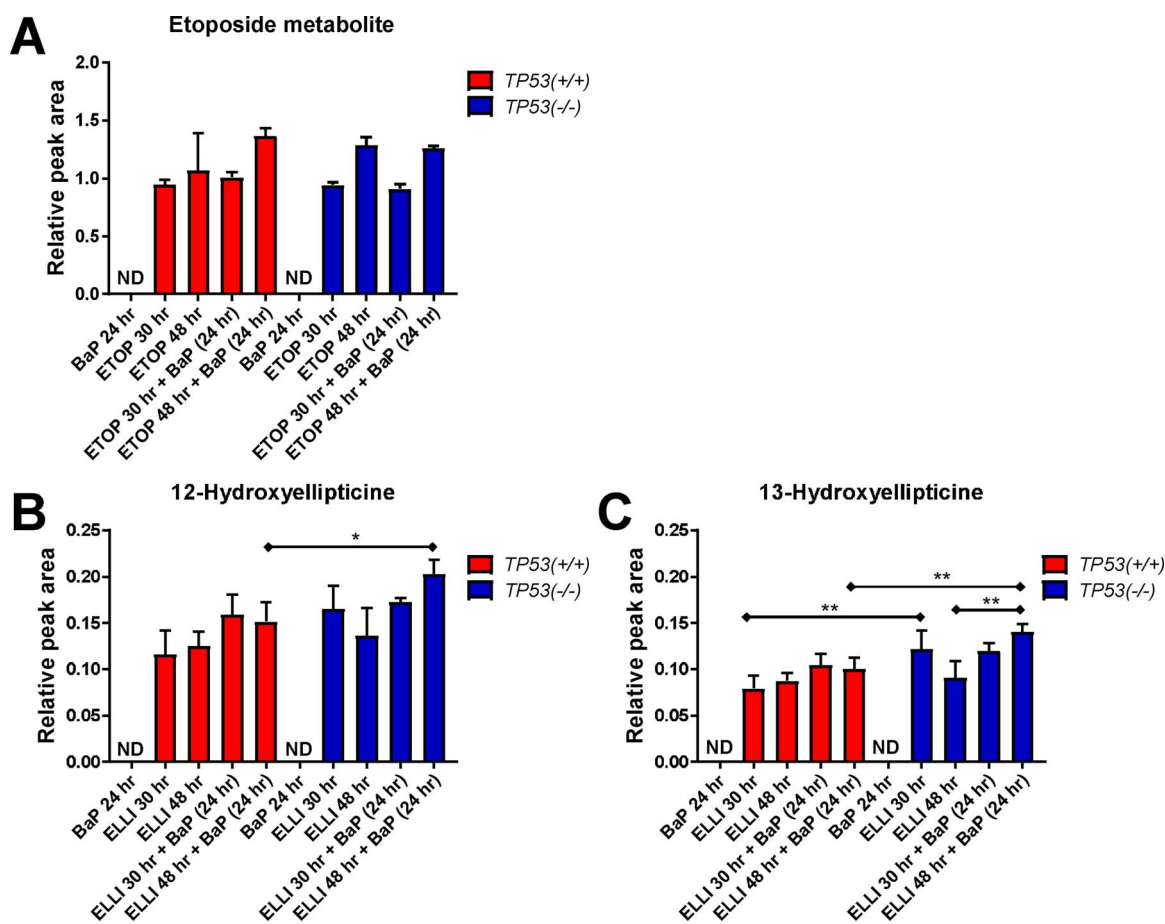 A
Etoposide metabolite
Relative peak area
2.0
1.5
1.0
0.5
0.0
ND
ND
TP53(+/+)
TP53(-/-)
BaP 24 hr
ETOP 30 hr
ETOP 48 hr
ETOP 30 hr + BaP (24 hr)
ETOP 48 hr + BaP (24 hr)
BaP 24 hr
ETOP 30 hr
ETOP 48 hr
ETOP 30 hr + BaP (24 hr)
ETOP 48 hr + BaP (24 hr)
B
12-Hydroxyellipticine
Relative peak area
0.25
0.20
0.15
0.10
0.05
0.00
*
ND
ND
TP53(+/+)
TP53(-/-)
BaP 24 hr
ELLI 30 hr
ELLI 48 hr
ELLI 30 hr + BaP (24 hr)
ELLI 48 hr + BaP (24 hr)
BaP 24 hr
ELLI 30 hr
ELLI 48 hr
ELLI 30 hr + BaP (24 hr)
ELLI 48 hr + BaP (24 hr)
C
13-Hydroxyellipticine
Relative peak area
0.25
0.20
0.15
0.10
0.05
0.00
**
**
**
ND
ND
TP53(+/+)
TP53(-/-)
BaP 24 hr
ELLI 30 hr
ELLI 48 hr
ELLI 30 hr + BaP (24 hr)
ELLI 48 hr + BaP (24 hr)
BaP 24 hr
ELLI 30 hr
ELLI 48 hr
ELLI 30 hr + BaP (24 hr)
ELLI 48 hr + BaP (24 hr)